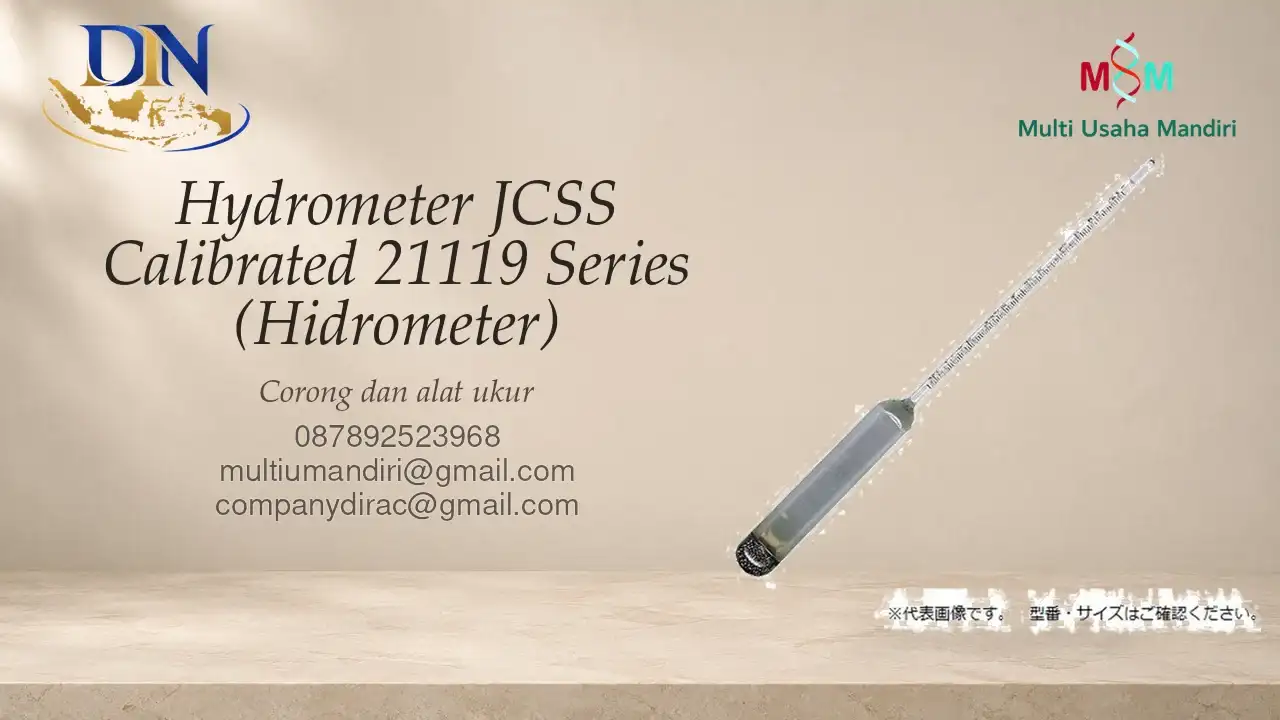 DIN
M M
Multi Usaha Mandiri
Hydrometer JCSS
Calibrated 21119 Series
(Hidrometer)
Corong dan alat ukur
087892523968
multiumandiri@gmail.com
companydirac@gmail.com
※代表画像です。 型番・サイズはご確認ください。